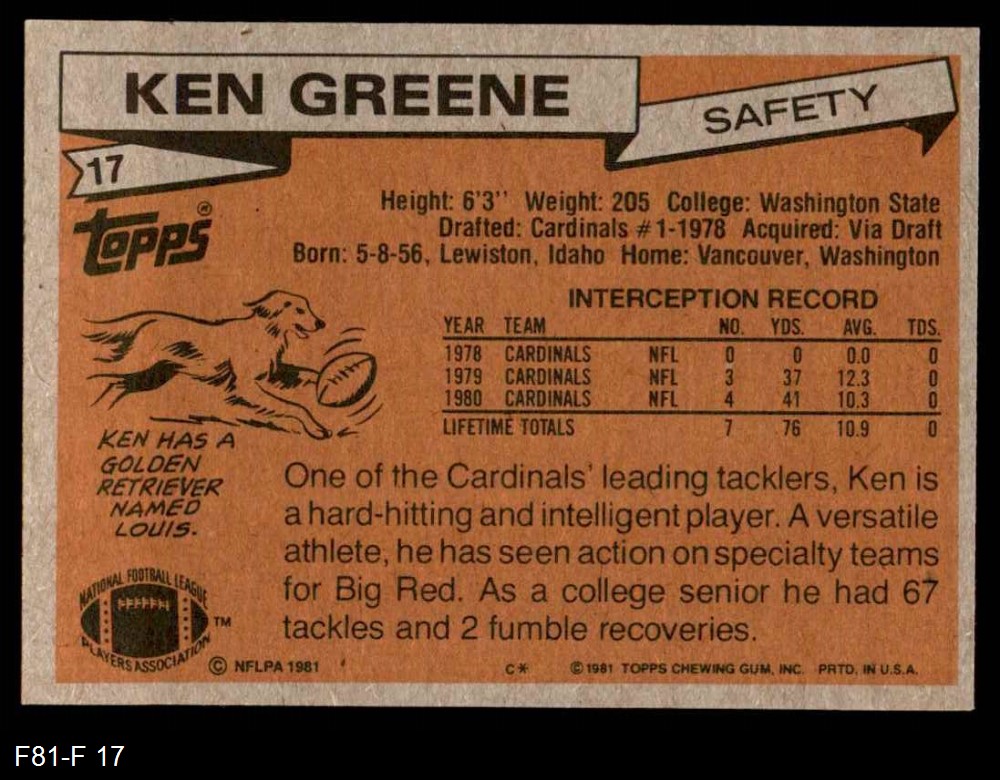 KEN GREENE
SAFETY
17
Topps®
Height: 6'3'' Weight: 205 College: Washington State
Drafted: Cardinals #1-1978 Acquired: Via Draft
Born: 5-8-56, Lewiston, Idaho Home: Vancouver, Washington
INTERCEPTION RECORD
YEAR TEAM NO. YDS. AVG. TDS.
1978 CARDINALS NFL 0 0 0.0 0
1979 CARDINALS NFL 3 37 12.3 0
1980 CARDINALS NFL 4 41 10.3 0
LIFETIME TOTALS 7 76 10.9 0
KEN HAS A
GOLDEN
RETRIEVER
NAMED
LOUIS.
One of the Cardinals' leading tacklers, Ken is
a hard-hitting and intelligent player. A versatile
athlete, he has seen action on specialty teams
for Big Red. As a college senior he had 67
tackles and 2 fumble recoveries.
NATIONAL FOOTBALL LEAGUE
PLAYERS ASSOCIATION
TM
© NFLPA 1981 C* © 1981 TOPPS CHEWING GUM, INC. PRTD. IN U.S.A.
F81-F 17